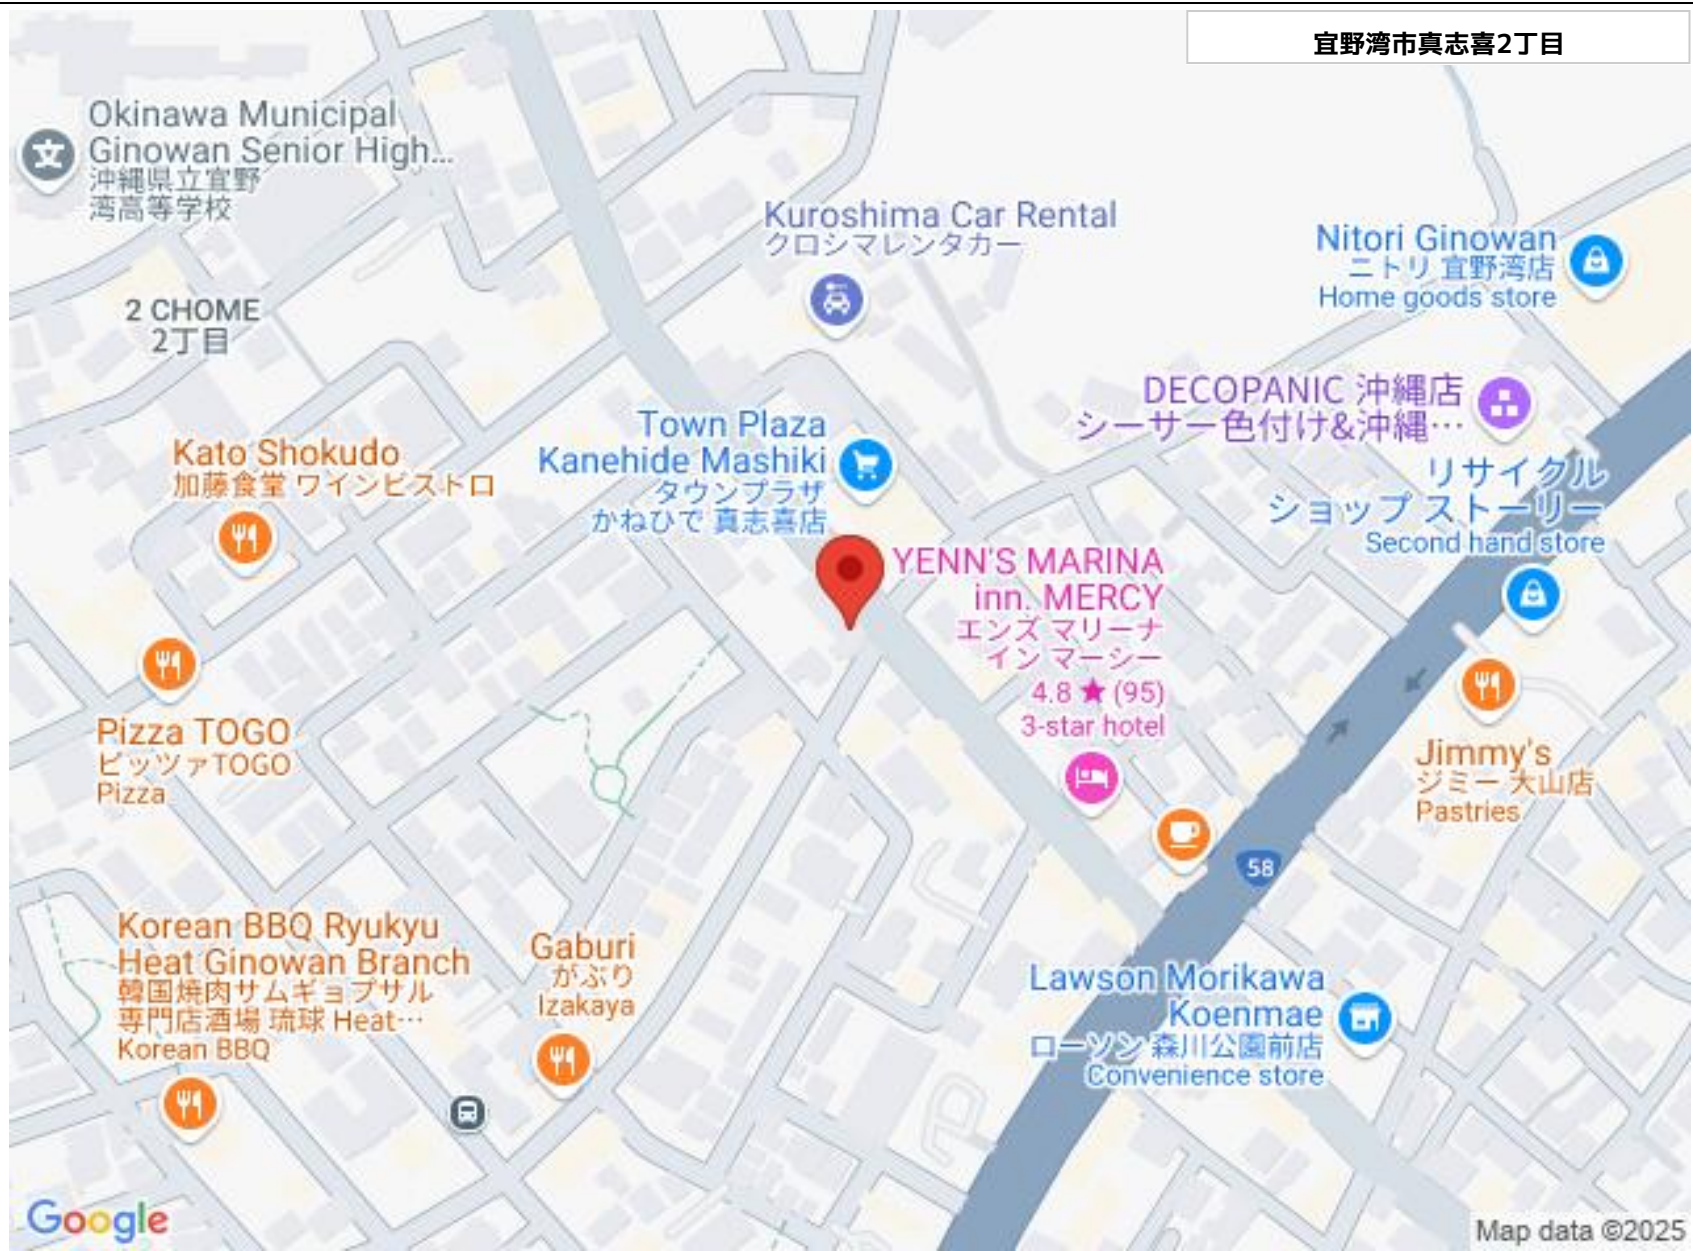 宜野湾市真志喜2丁目
Okinawa Municipal
Ginowan Senior High...
沖縄県立宜野
湾高等学校
Kuroshima Car Rental
クロシマレンタカー
Nitori Ginowan
ニトリ 宜野湾店
Home goods store
2 CHOME
2丁目
DECOPANIC 沖縄店
シーサー色付け&沖縄…
Town Plaza
Kanehide Mashiki
タウンプラザ
かねひで 真志喜店
Kato Shokudo
加藤食堂 ワインビストロ
リサイクル
ショップ ストーリー
Second hand store
YENN'S MARINA
inn. MERCY
エンズ マリーナ
イン マーシー
4.8 ★ (95)
3-star hotel
Pizza TOGO
ピッツァTOGO
Pizza
Jimmy's
ジミー 大山店
Pastries
58
Korean BBQ Ryukyu
Heat Ginowan Branch
韓国焼肉サムギョプサル
専門店酒場 琉球 Heat…
Korean BBQ
Gaburi
がぶり
Izakaya
Lawson Morikawa
Koenmae
ローソン 森川公園前店
Convenience store
Google
Map data ©2025